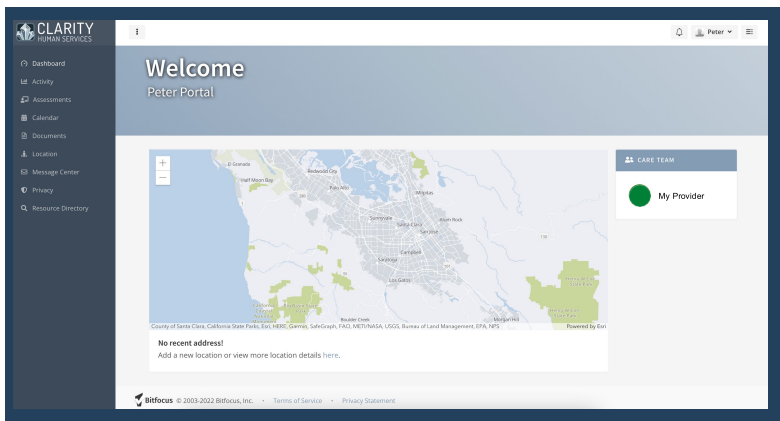 CLARITY
HUMAN SERVICES
Peter
Dashboard
Activity
Assessments
Calendar
Documents
Location
Message Center
Privacy
Resource Directory
Welcome
Peter Portal
El Granada
Redwood City
Half Moon Bay
Palo Alto
Milpitas
Sunnyvale
Santa Clara
Alum Rock
San Jose
130
Campbell
Saratoga
Los Gatos
Boulder Creek
Morgan Hill
County of Santa Clara, California State Parks, Esri, HERE, Garmin, SafeGraph, FAO, METI/NASA, USGS, Bureau of Land Management, EPA, NPS
Powered by Esri
No recent address!
Add a new location or view more location details here.
CARE TEAM
My Provider
Bitfocus © 2003-2022 Bitfocus, Inc. · Terms of Service · Privacy Statement